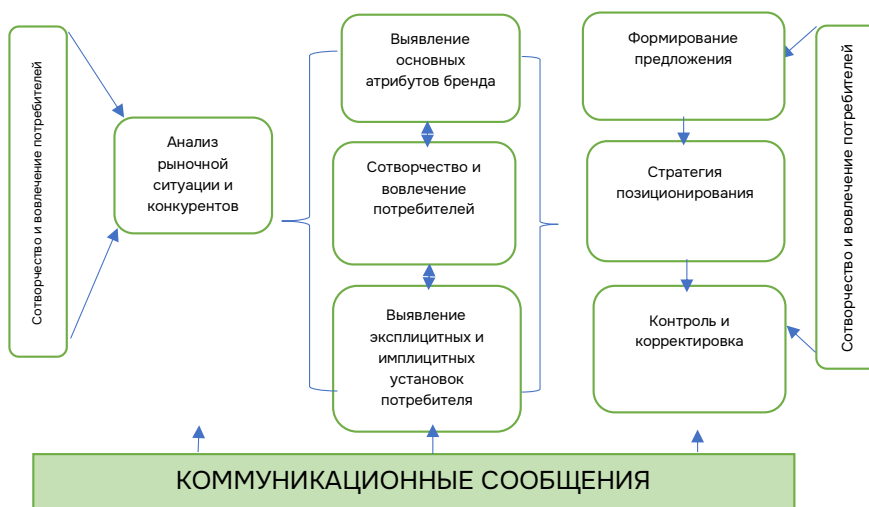 Сотворчество и вовлечение потребителей
Анализ
рыночной
ситуации и
конкурентов
Выявление
основных
атрибутов бренда
Сотворчество и
вовлечение
потребителей
Выявление
эксплицитных и
имплицитных
установок
потребителя
Формирование
предложения
Стратегия
позиционирования
Контроль и
корректировка
Сотворчество и вовлечение потребителей
КОММУНИКАЦИОННЫЕ СООБЩЕНИЯ